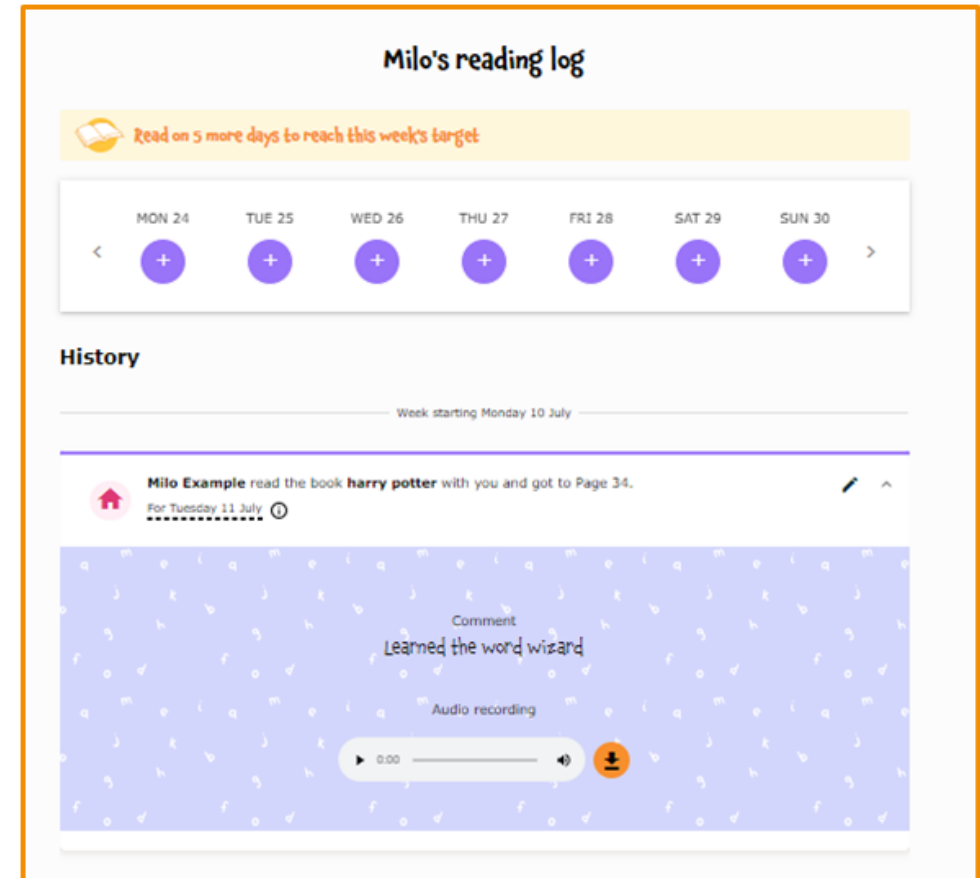 Milo's reading log
Read on 5 more days to reach this week's target
MON 24 TUE 25 WED 26 THU 27 FRI 28 SAT 29 SUN 30
< + + + + + + + >
History
Week starting Monday 10 July
Milo Example read the book harry potter with you and got to Page 34.
For Tuesday 11 July
Comment
Learned the word wizard
Audio recording
0:00